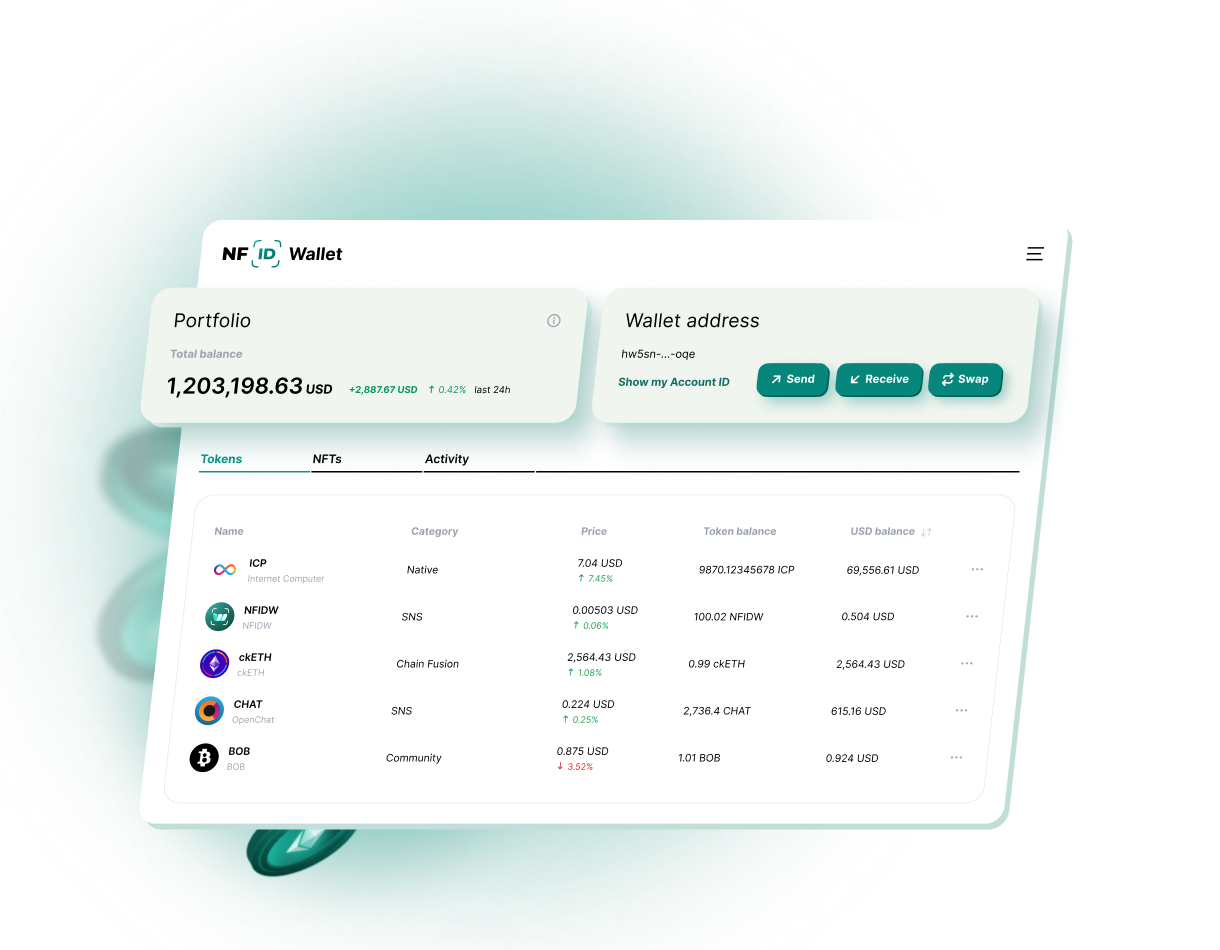 NF ID Wallet
Portfolio
Total balance
1,203,198.63 USD +2,887.67 USD ↑ 0.42% last 24h
Wallet address
hw5sn-...-oqe
Show my Account ID
Send Receive Swap
Tokens NFTs Activity
Name Category Price Token balance USD balance
ICP Native 7.04 USD 9870.12345678 ICP 69,556.61 USD
Internet Computer ↑ 7.45%
NFIDW SNS 0.00503 USD 100.02 NFIDW 0.504 USD
NFIDW ↑ 0.06%
ckETH Chain Fusion 2,564.43 USD 0.99 ckETH 2,564.43 USD
ckETH ↑ 1.08%
CHAT SNS 0.224 USD 2,736.4 CHAT 615.16 USD
OpenChat ↑ 0.25%
BOB Community 0.875 USD 1.01 BOB 0.924 USD
BOB ↓ 3.52%